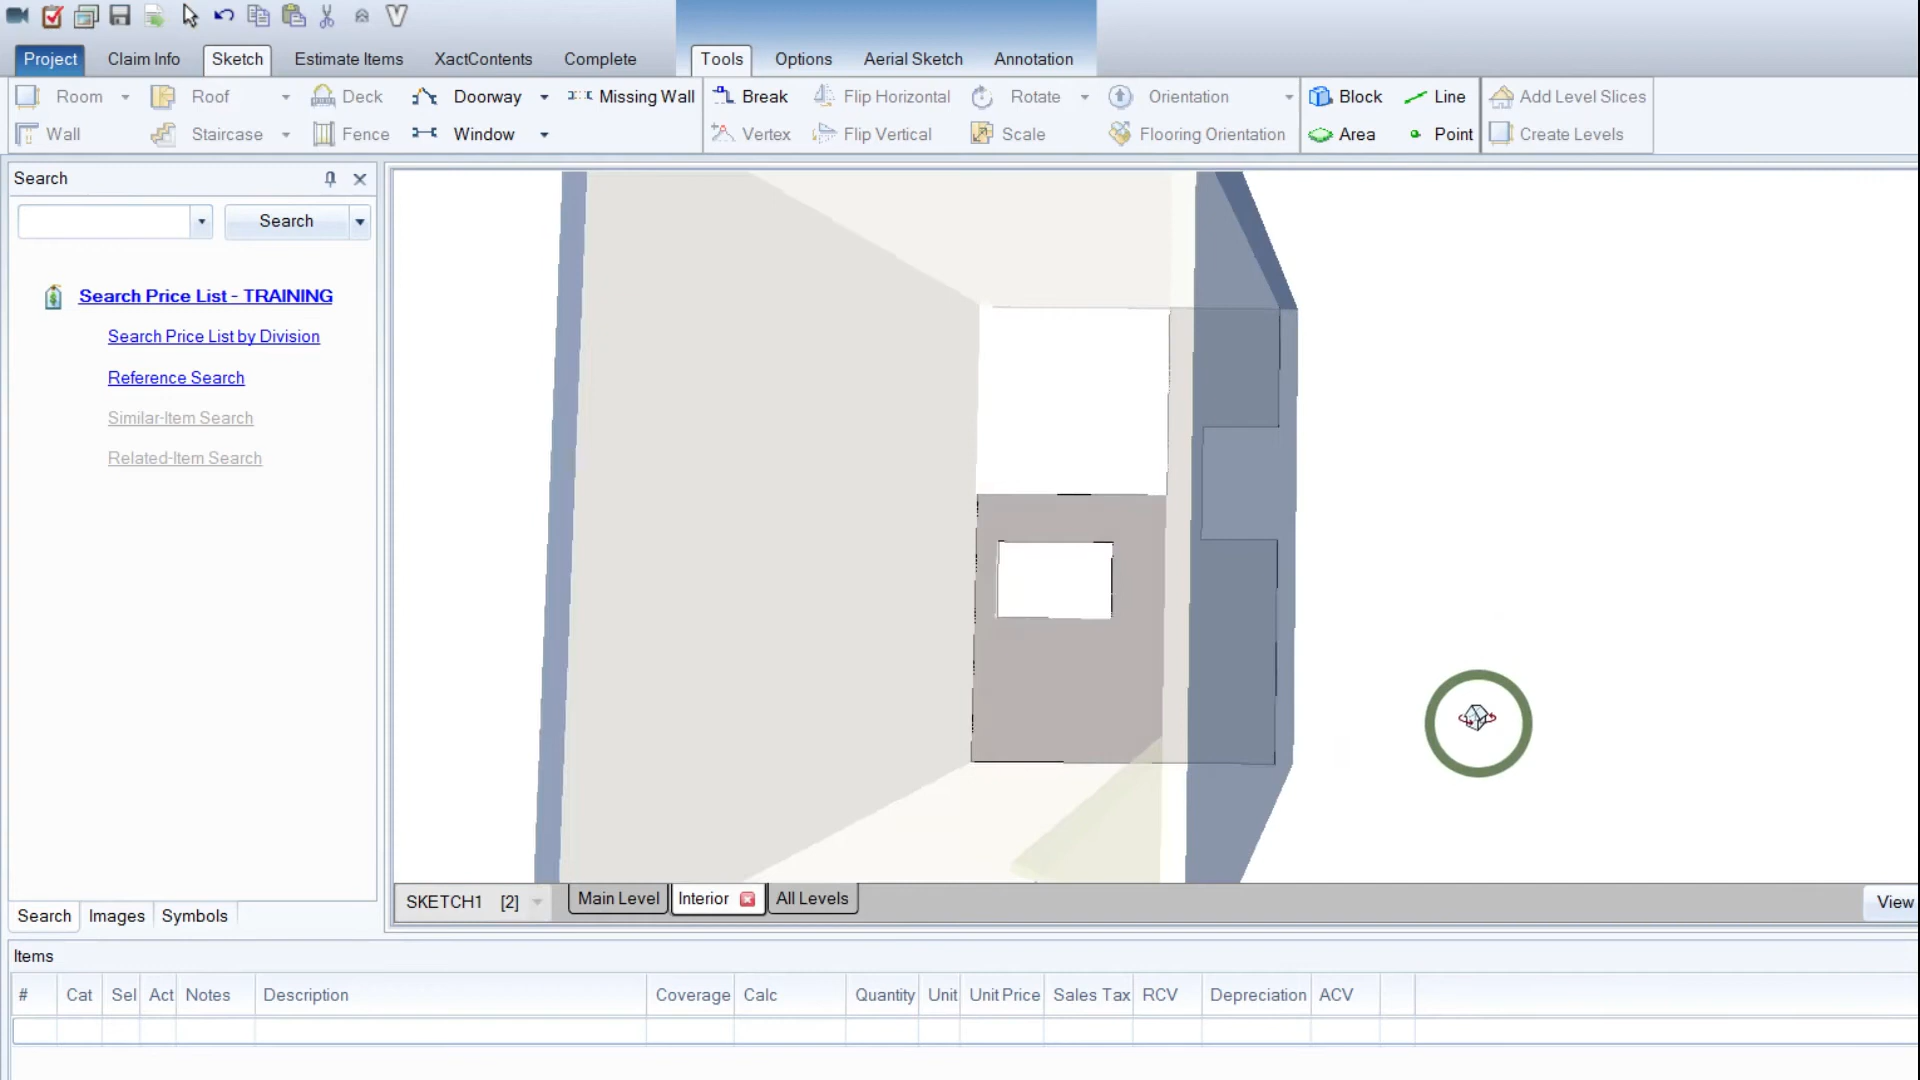 Project Claim Info Sketch Estimate Items XactContents Complete Tools Options Aerial Sketch Annotation
Room Roof Deck Doorway Missing Wall Break Flip Horizontal Rotate Orientation Block Line Add Level Slices
Wall Staircase Fence Window Vertex Flip Vertical Scale Flooring Orientation Area Point Create Levels
Search
Search
Search Price List - TRAINING
Search Price List by Division
Reference Search
Similar-Item Search
Related-Item Search
SKETCH1 [2] Main Level Interior All Levels View
Search Images Symbols
Items
# Cat Sel Act Notes Description Coverage Calc Quantity Unit Unit Price Sales Tax RCV Depreciation ACV